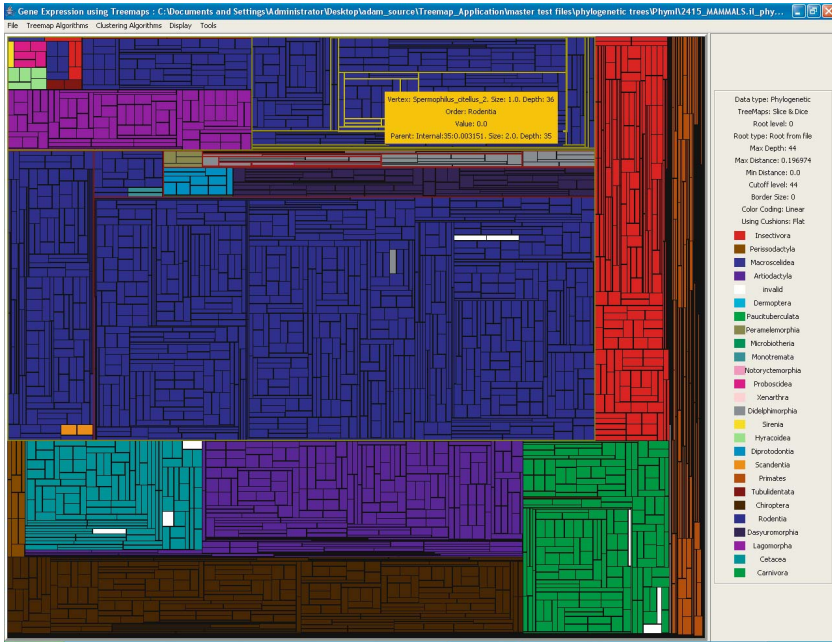 Gene Expression using Treemaps : C:\Documents and Settings\Administrator\Desktop\adam_source\Treemap_Application\master test files\phylogenetic trees\Phyml\2415_MAMMALS.il_phy...
File Treemap Algorithms Clustering Algorithms Display Tools
Vertex: Spermophilus_citellus_2. Size: 1.0. Depth: 36
Order: Rodentia
Value: 0.0
Parent: Internal:35:0.003151. Size: 2.0. Depth: 35
Data type: Phylogenetic
TreeMaps: Slice & Dice
Root level: 0
Root type: Root from file
Max Depth: 44
Max Distance: 0.196974
Min Distance: 0.0
Cutoff level: 44
Border Size: 0
Color Coding: Linear
Using Cushions: Flat
Insectivora
Perissodactyla
Macroscelidea
Artiodactyla
invalid
Dermoptera
Paucituberculata
Peramelemorphia
Microbiotheria
Monotremata
Notoryctemorphia
Proboscidea
Xenarthra
Didelphimorphia
Sirenia
Hyracoidea
Diprotodontia
Scandentia
Primates
Tubulidentata
Chiroptera
Rodentia
Dasyuromorphia
Lagomorpha
Cetacea
Carnivora